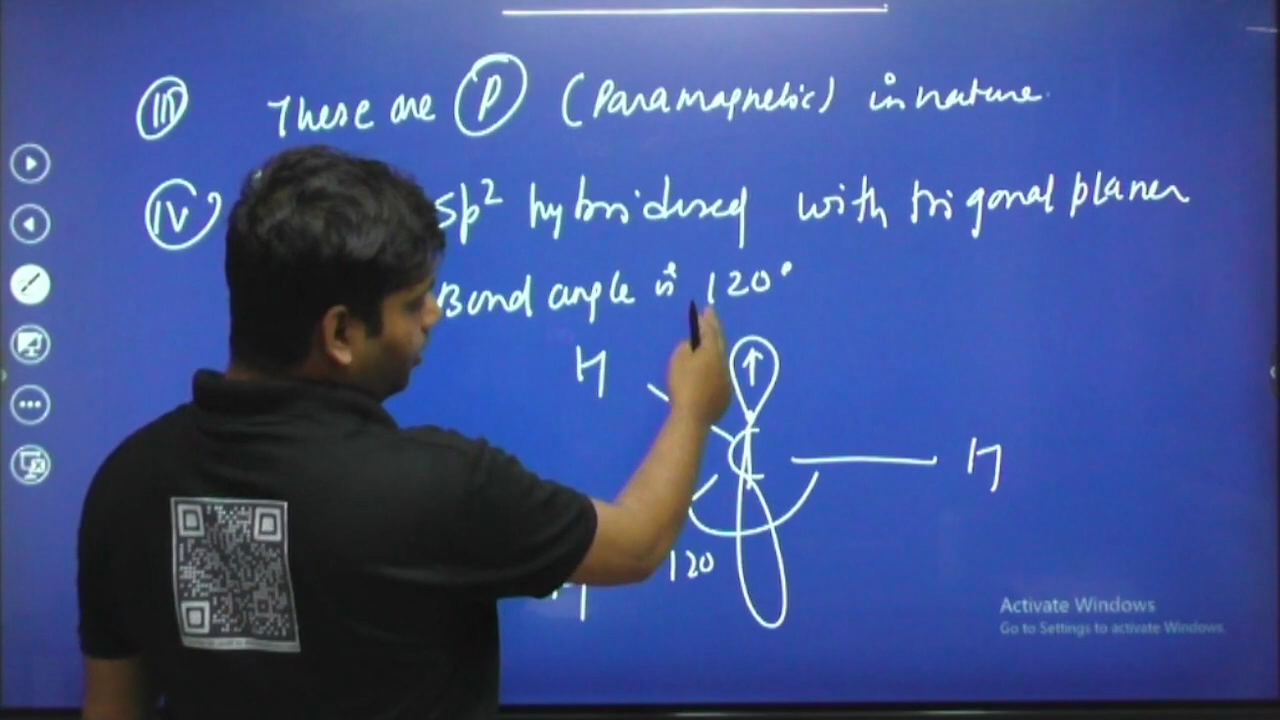 III These are P (Paramagnetic) in nature.
IV sp² hybridised with trigonal planer
Bond angle is 120°
H
C
H
120
H
Activate Windows
Go to Settings to activate Windows.